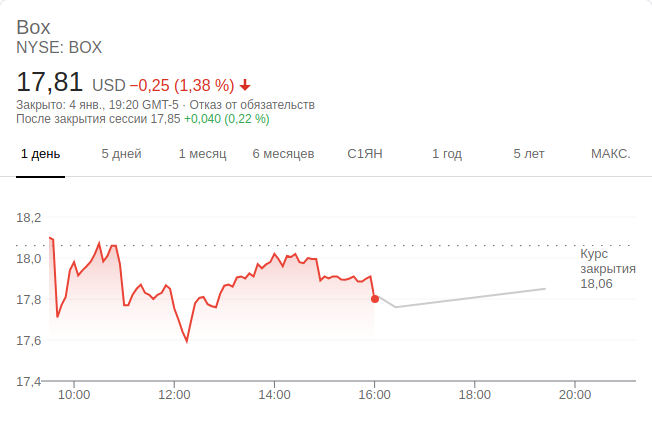 Box
NYSE: BOX
17,81 USD −0,25 (1,38 %)
Закрыто: 4 янв., 19:20 GMT-5 · Отказ от обязательств
После закрытия сессии 17,85 +0,040 (0,22 %)
1 день 5 дней 1 месяц 6 месяцев С1ЯН 1 год 5 лет МАКС.
18,2
18,0
17,8
17,6
17,4
Курс
закрытия
18,06
10:00 12:00 14:00 16:00 18:00 20:00